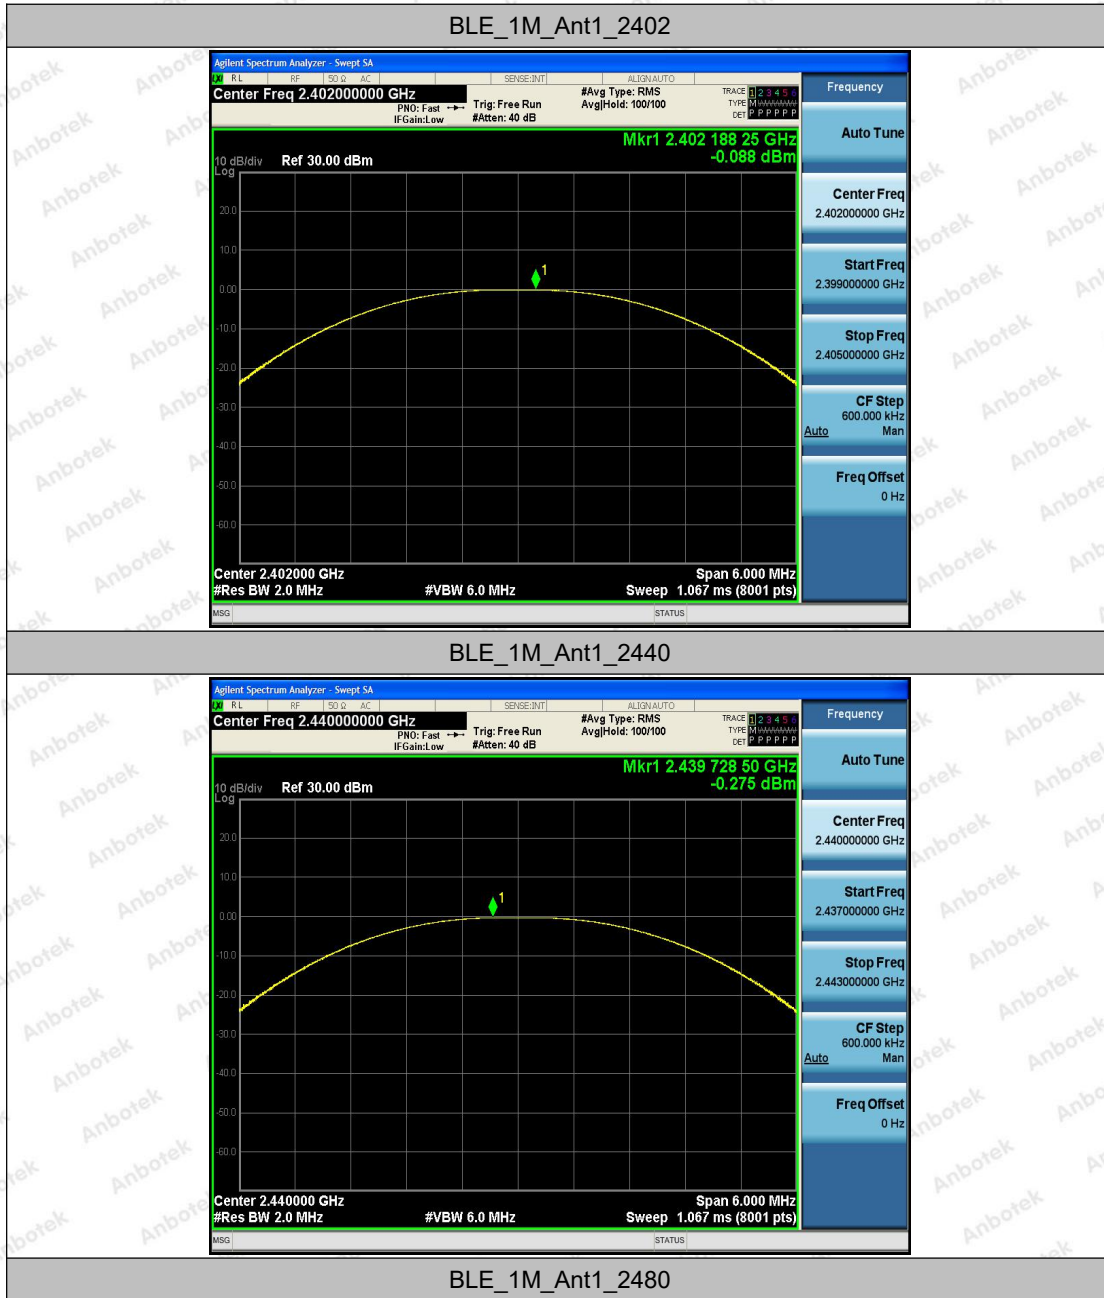 BLE_1M_Ant1_2402
Agilent Spectrum Analyzer - Swept SA
RL RF 50 Ω AC SENSE:INT ALIGN AUTO
Center Freq 2.402000000 GHz
PNO: Fast
IFGain:Low
Trig: Free Run
#Atten: 40 dB
#Avg Type: RMS
Avg|Hold: 100/100
TRACE 1 2 3 4 5 6
TYPE M W W W W W
DET P P P P P P
Mkr1 2.402 188 25 GHz
-0.088 dBm
10 dB/div Ref 30.00 dBm
Log
20.0
10.0
1
0.00
-10.0
-20.0
-30.0
-40.0
-50.0
-60.0
Center 2.402000 GHz Span 6.000 MHz
#Res BW 2.0 MHz #VBW 6.0 MHz Sweep 1.067 ms (8001 pts)
MSG STATUS
Frequency
Auto Tune
Center Freq
2.402000000 GHz
Start Freq
2.399000000 GHz
Stop Freq
2.405000000 GHz
CF Step
600.000 kHz
Auto Man
Freq Offset
0 Hz
BLE_1M_Ant1_2440
Agilent Spectrum Analyzer - Swept SA
RL RF 50 Ω AC SENSE:INT ALIGN AUTO
Center Freq 2.440000000 GHz
PNO: Fast
IFGain:Low
Trig: Free Run
#Atten: 40 dB
#Avg Type: RMS
Avg|Hold: 100/100
TRACE 1 2 3 4 5 6
TYPE M W W W W W
DET P P P P P P
Mkr1 2.439 728 50 GHz
-0.275 dBm
10 dB/div Ref 30.00 dBm
Log
20.0
10.0
1
0.00
-10.0
-20.0
-30.0
-40.0
-50.0
-60.0
Center 2.440000 GHz Span 6.000 MHz
#Res BW 2.0 MHz #VBW 6.0 MHz Sweep 1.067 ms (8001 pts)
MSG STATUS
Frequency
Auto Tune
Center Freq
2.440000000 GHz
Start Freq
2.437000000 GHz
Stop Freq
2.443000000 GHz
CF Step
600.000 kHz
Auto Man
Freq Offset
0 Hz
BLE_1M_Ant1_2480
Anbotek